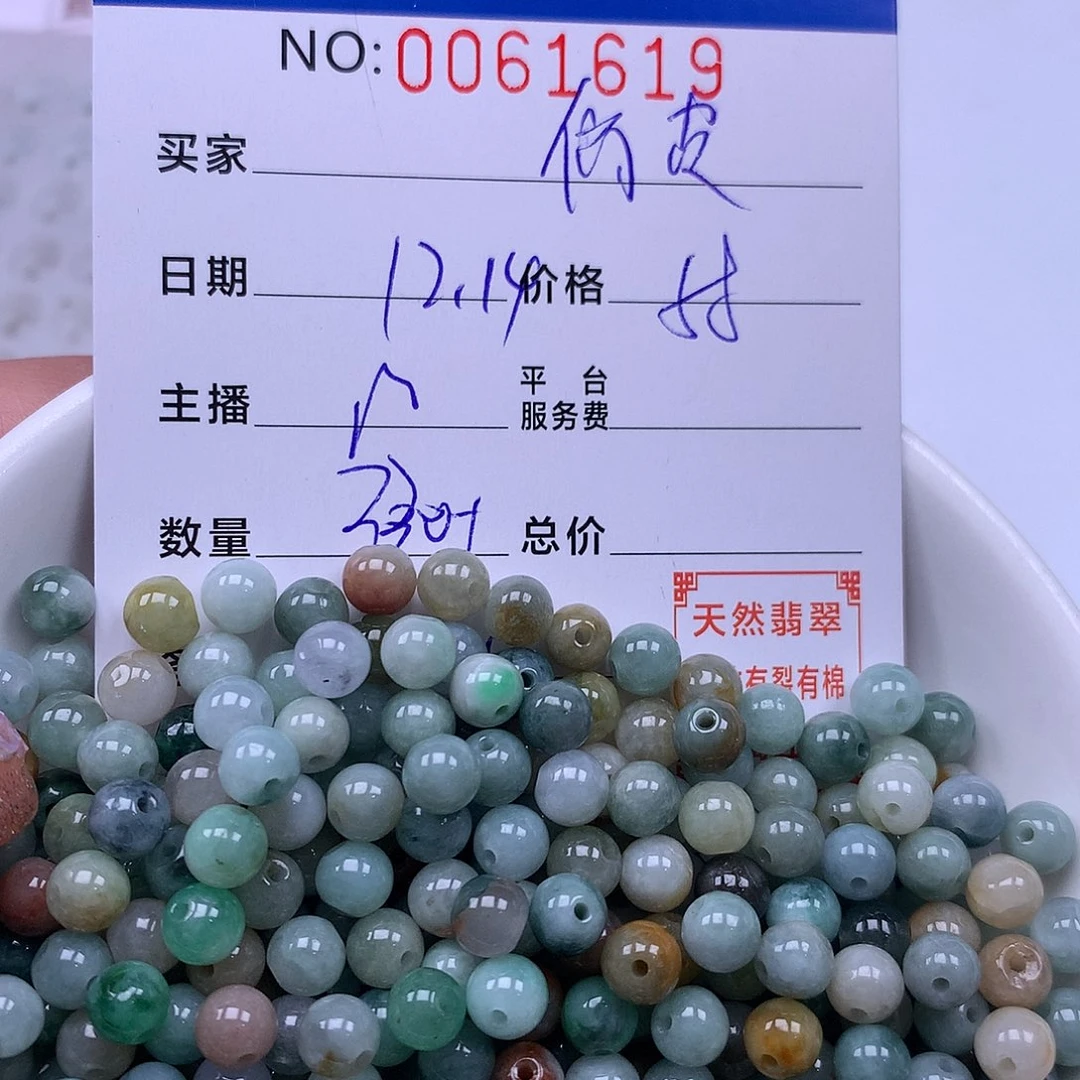 NO:0061619
买家 俏皮
日期 12.14 价格
主播
平台
服务费
数量 总价
天然翡翠
有裂有棉